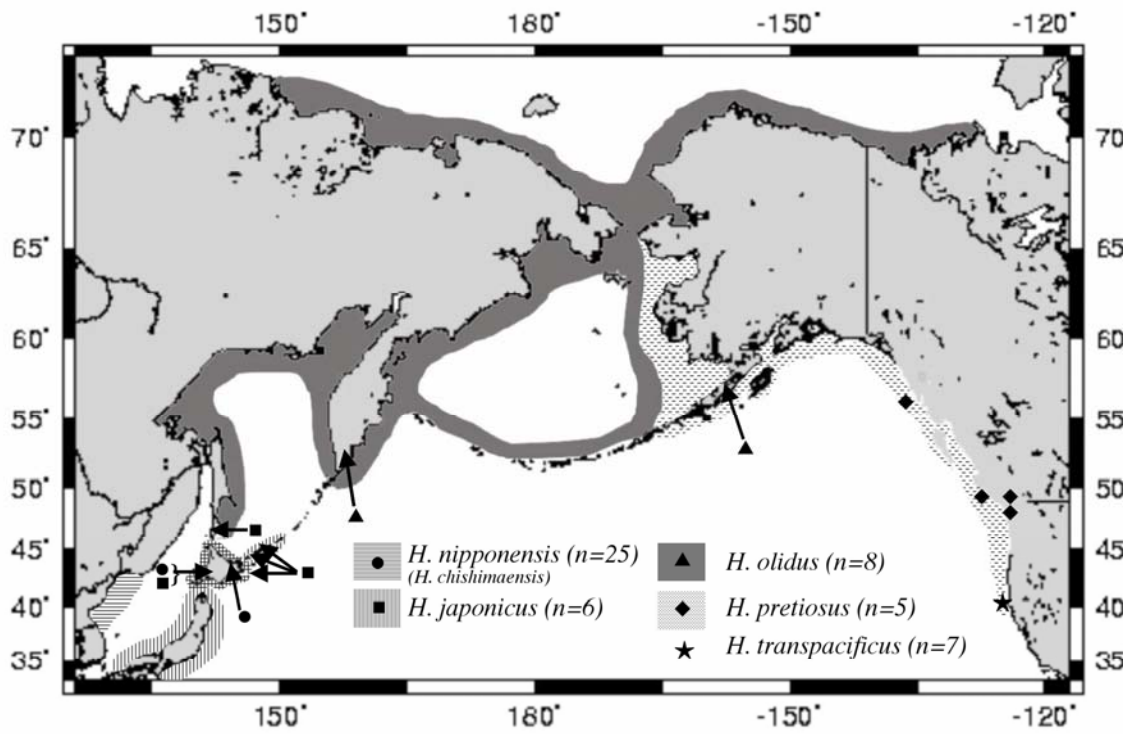 150° 180° -150° -120°
70° 70
65° 65
60° 60
55° 55
50° 50
45° 45
40° 40
35° 35
H. nipponensis (n=25)
(H. chishimaensis)
H. japonicus (n=6)
H. olidus (n=8)
H. pretiosus (n=5)
H. transpacificus (n=7)
150° 180° -150° -120°